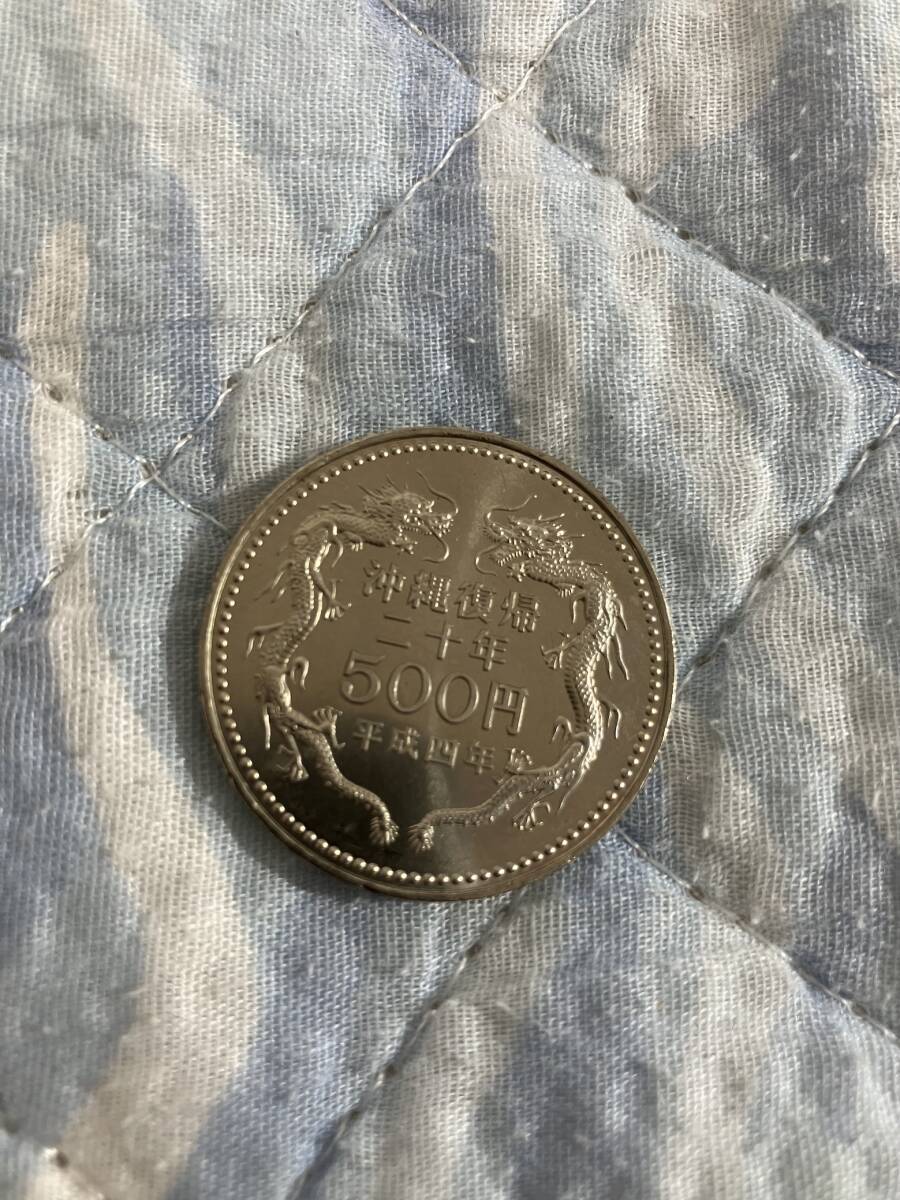 沖縄復帰
二十年
500円
平成四年